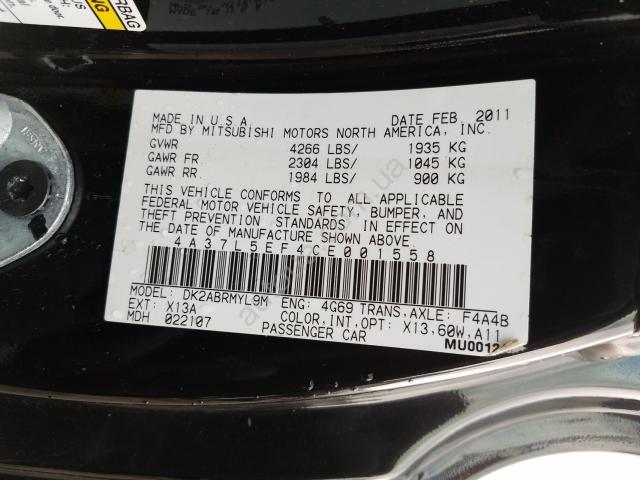 AIRBAG
MADE IN U.S.A. DATE FEB 2011
MFD BY MITSUBISHI MOTORS NORTH AMERICA, INC.
GVWR 4266 LBS/ 1935 KG
GAWR FR. 2304 LBS/ 1045 KG
GAWR RR. 1984 LBS/ 900 KG
THIS VEHICLE CONFORMS TO ALL APPLICABLE
FEDERAL MOTOR VEHICLE SAFETY, BUMPER, AND
THEFT PREVENTION STANDARDS IN EFFECT ON
THE DATE OF MANUFACTURE SHOWN ABOVE.
4A37L5EF4CE001558
MODEL: DK2ABRMYL9M ENG: 4G69 TRANS,AXLE: F4A4B
EXT: X13A COLOR,INT,OPT: X13.60W.A11
MDH 022107 PASSENGER CAR
MU0012